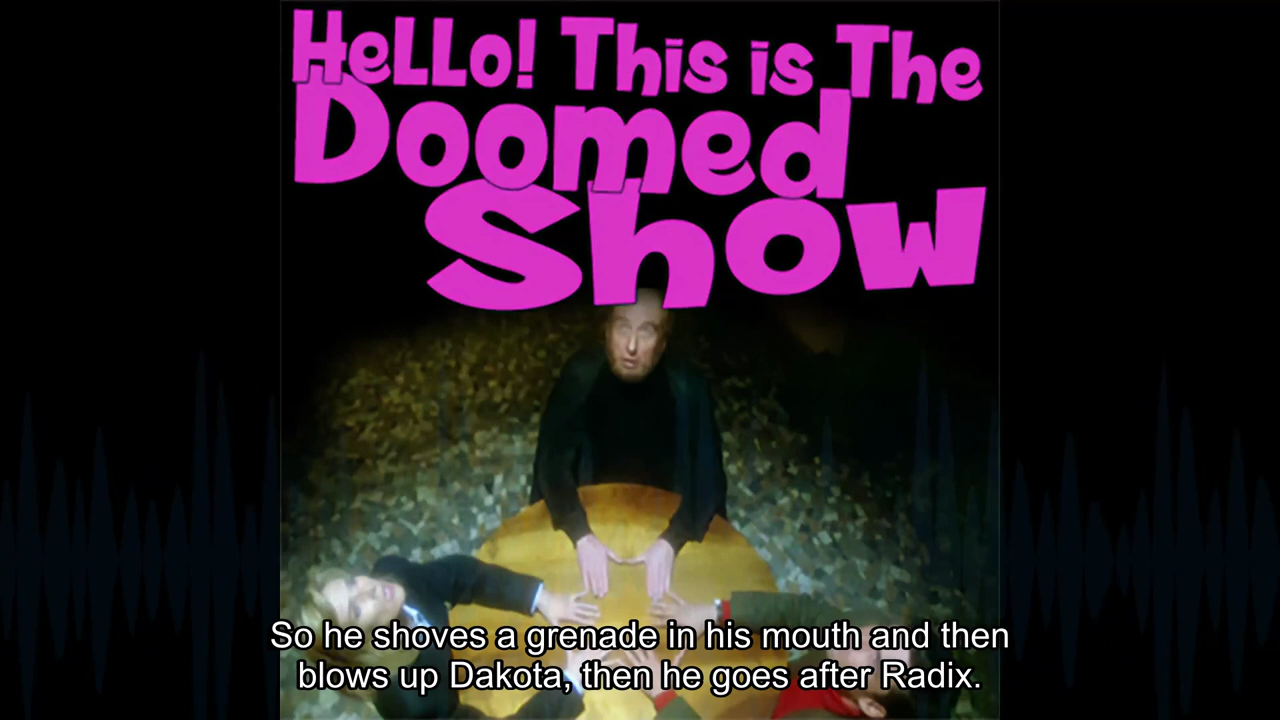 HeLLo! This is The
Doomed
Show
So he shoves a grenade in his mouth and then
blows up Dakota, then he goes after Radix.